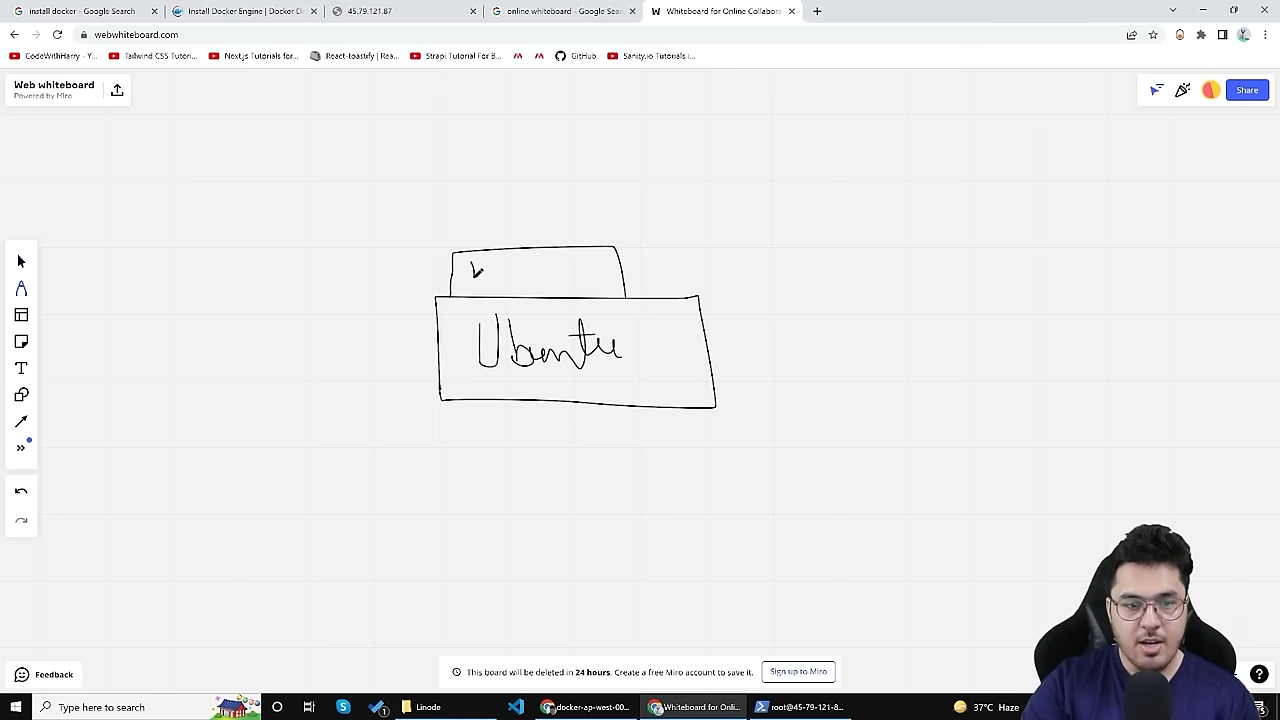 install docker - Google Search
Install Docker Engine | Docker D
45.79.121.87
online whiteboard - Google Sear
Whiteboard for Online Collabora
webwhiteboard.com
CodeWithHarry - Y...
Tailwind CSS Tutori...
Next.js Tutorials for...
React-toastify | Rea...
Strapi Tutorial For B...
GitHub
Sanity.io Tutorials i...
Web whiteboard
Powered by Miro
Share
Ubuntu
Feedback
This board will be deleted in 24 hours. Create a free Miro account to save it.
Sign up to Miro
Type here to search
Linode
docker-ap-west-00...
Whiteboard for Onli...
root@45-79-121-8...
37°C Haze